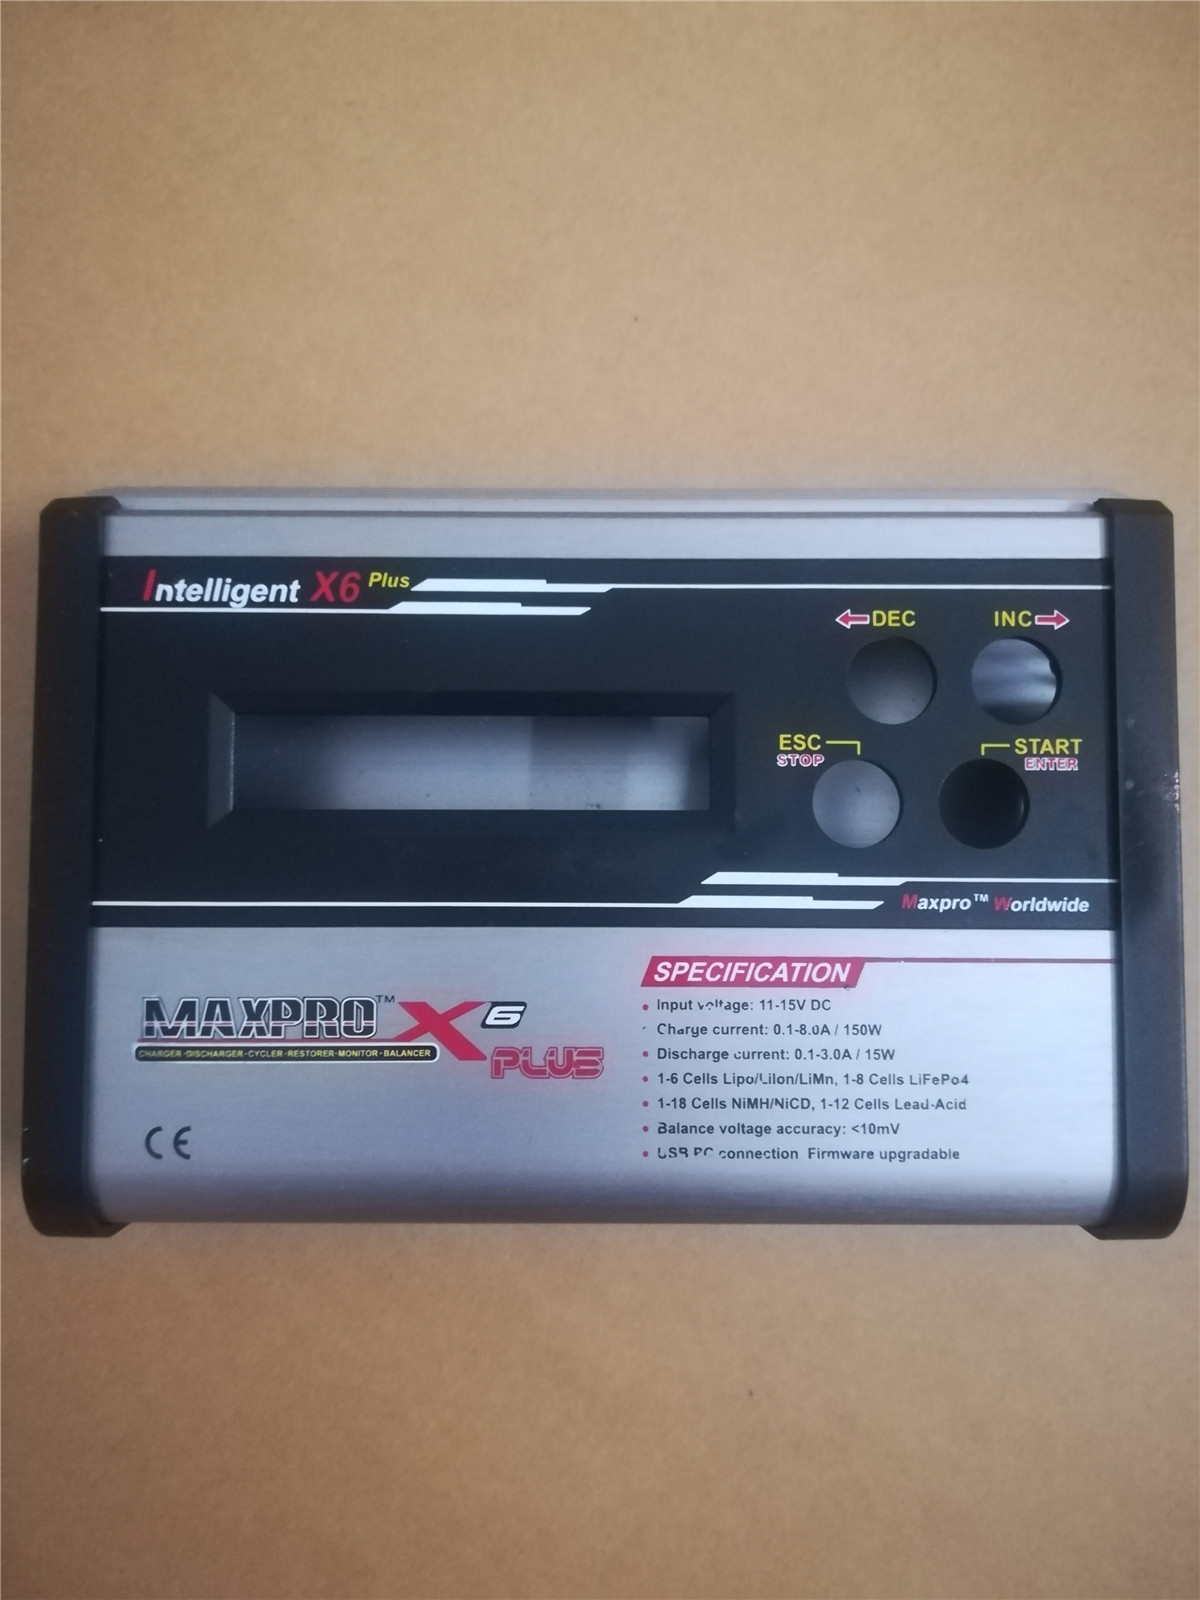 Intelligent X6 Plus
DEC INC
ESC START
STOP ENTER
Maxpro™ Worldwide
MAXPRO™ X6
PLUS
CHARGER·DISCHARGER·CYCLER·RESTORER·MONITOR·BALANCER
CE
SPECIFICATION
• Input voltage: 11-15V DC
• Charge current: 0.1-8.0A / 150W
• Discharge current: 0.1-3.0A / 15W
• 1-6 Cells Lipo/LiIon/LiMn, 1-8 Cells LiFePo4
• 1-18 Cells NiMH/NiCD, 1-12 Cells Lead-Acid
• Balance voltage accuracy: <10mV
• USB PC connection Firmware upgradable